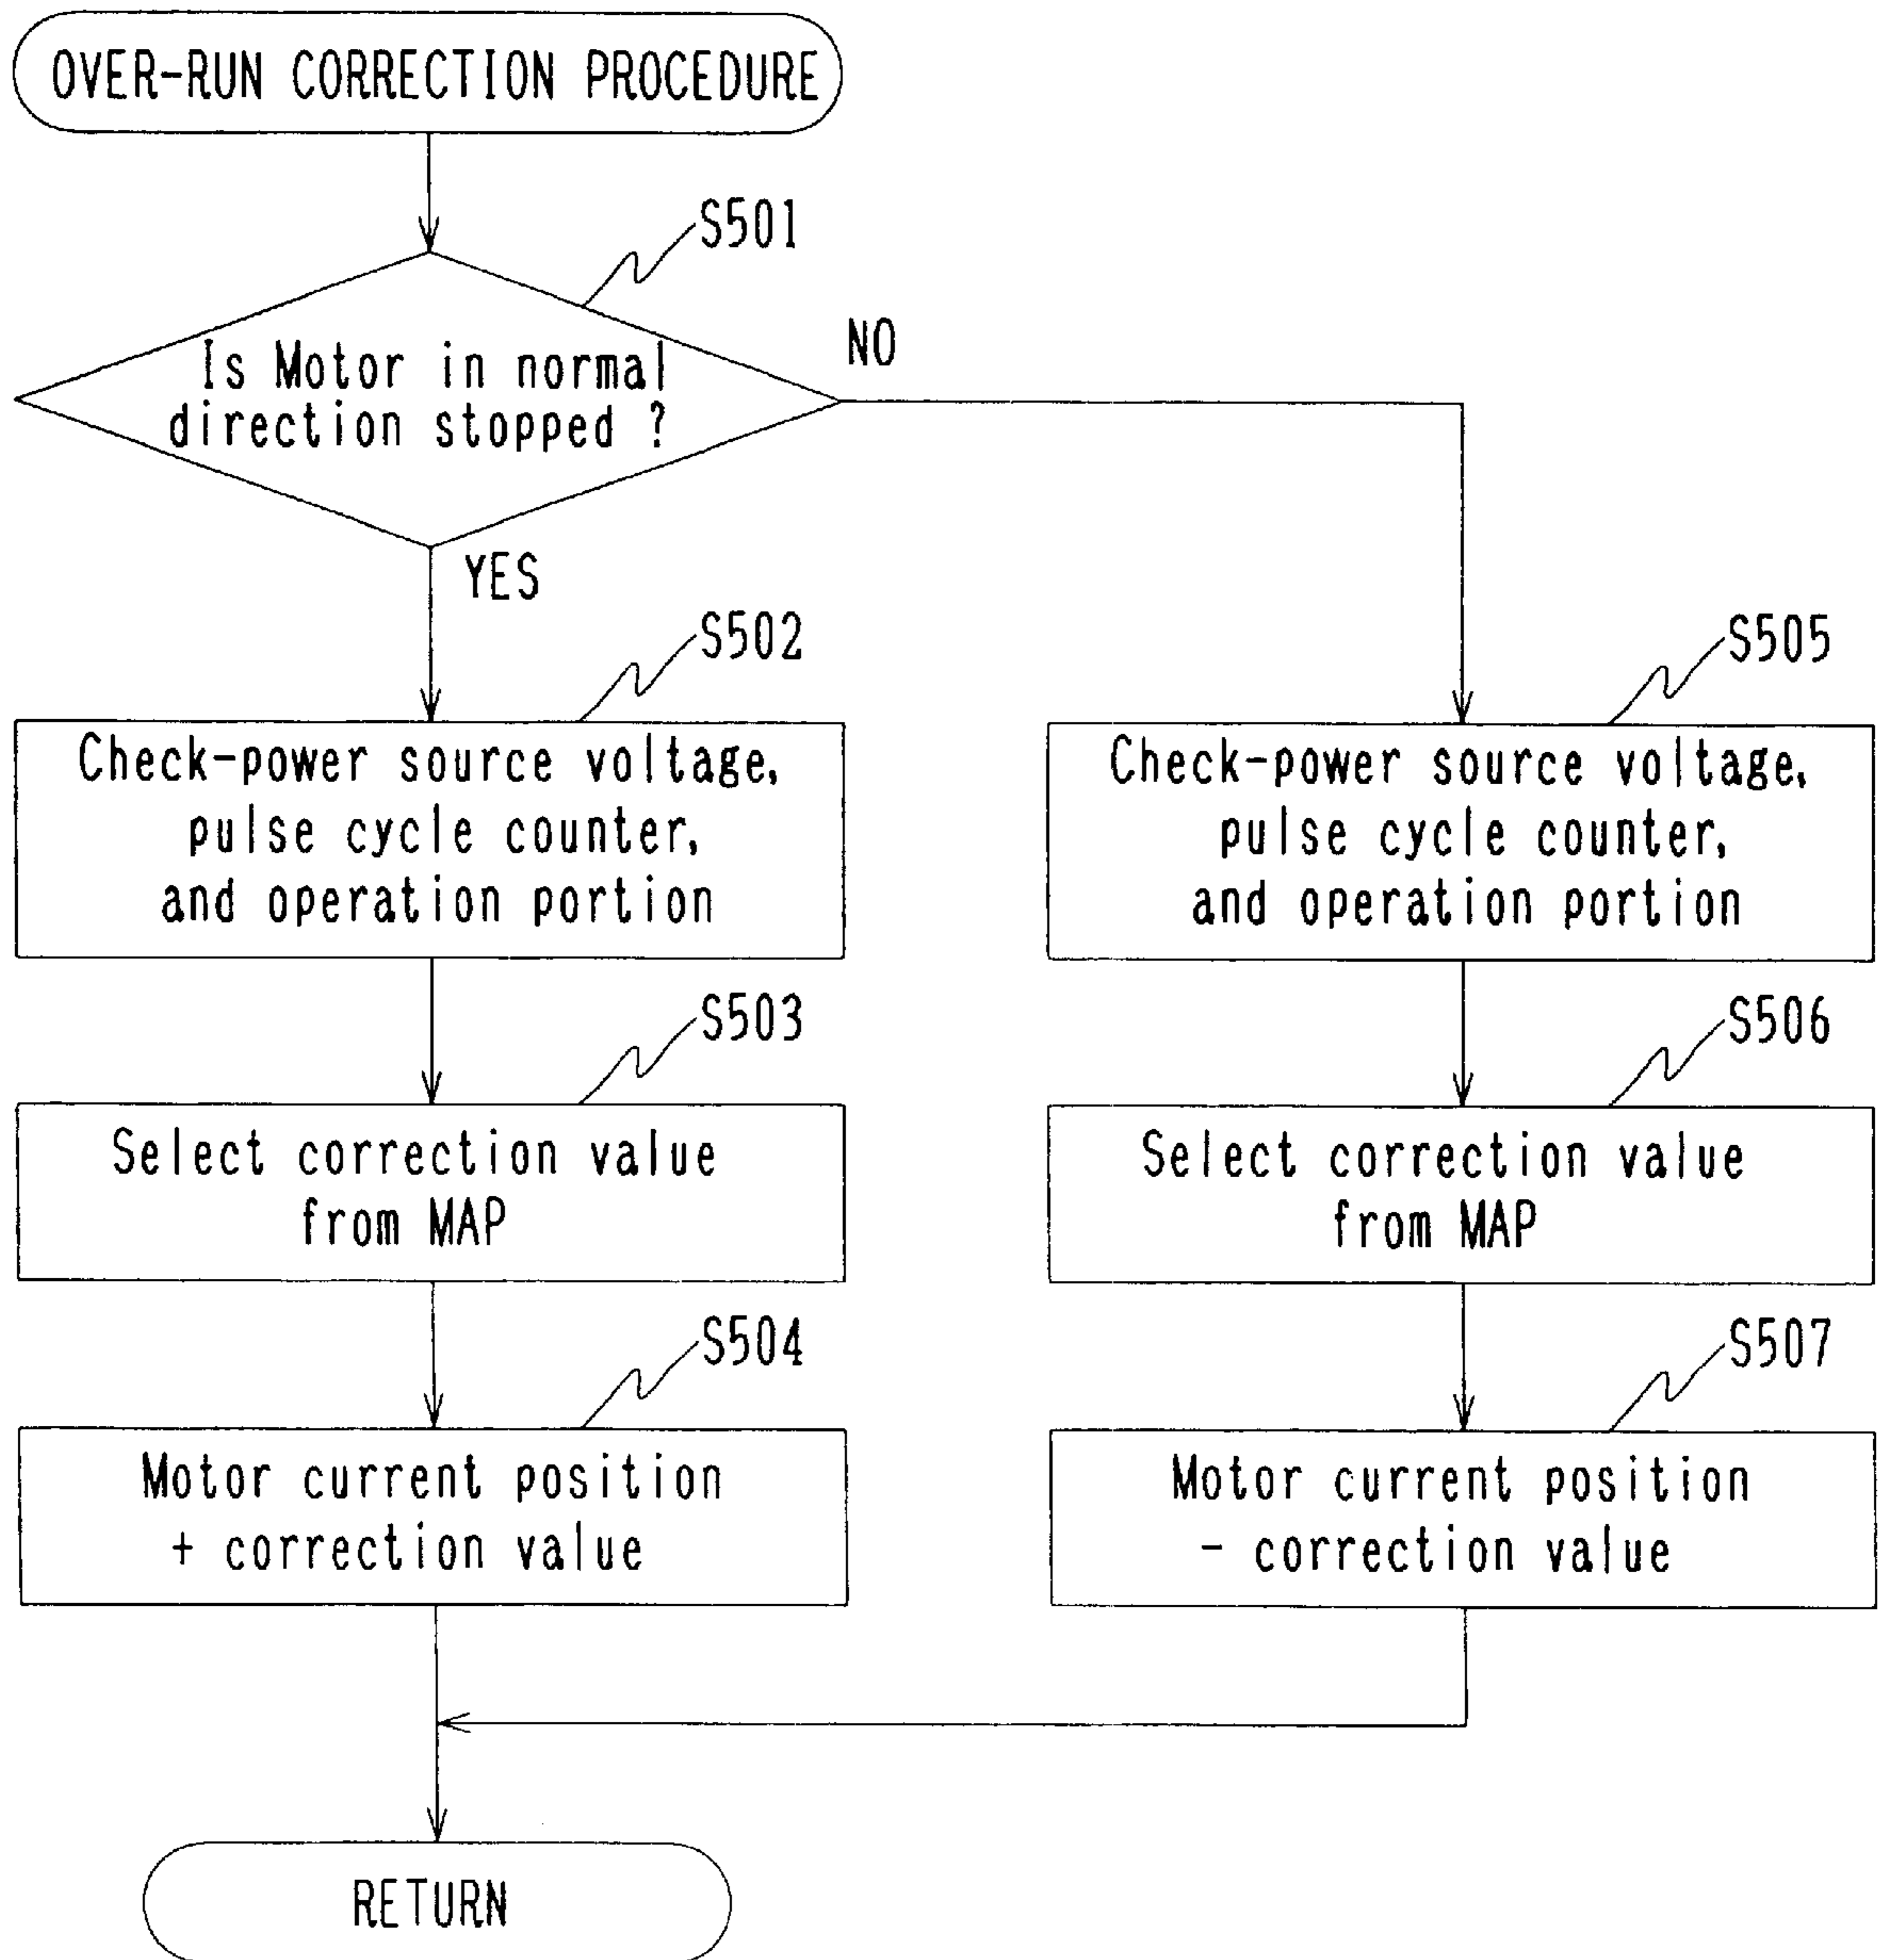 OVER-RUN CORRECTION PROCEDURE
S501
Is Motor in normal
direction stopped ?
NO
YES
S502
Check-power source voltage,
pulse cycle counter,
and operation portion
S503
Select correction value
from MAP
S504
Motor current position
+ correction value
S505
Check-power source voltage,
pulse cycle counter,
and operation portion
S506
Select correction value
from MAP
S507
Motor current position
- correction value
RETURN